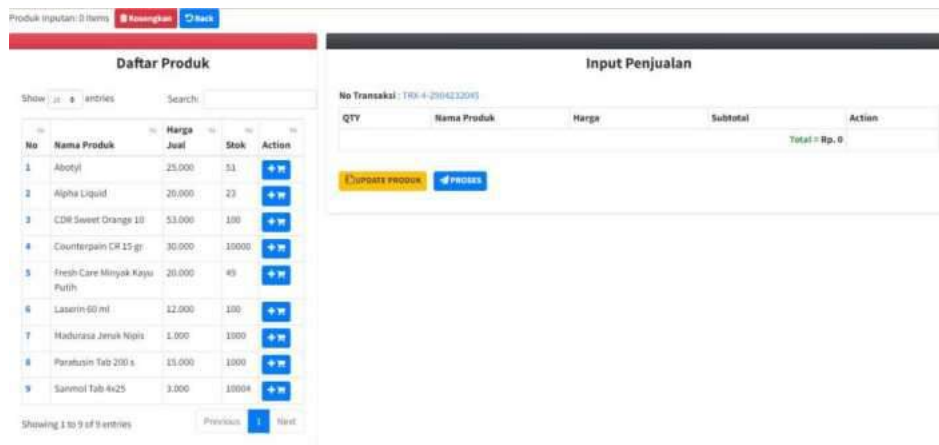 Produk Inputan: 0 Items Kosongkan Back
Daftar Produk
Show entries Search:
No Nama Produk Harga Jual Stok Action
1 Abotyl 25.000 51
2 Alpha Liquid 20.000 23
3 CDR Sweet Orange 10 53.000 100
4 Counterpain CR 15 gr 30.000 10000
5 Fresh Care Minyak Kayu Putih 20.000 49
6 Laserin 60 ml 12.000 100
7 Madurasa Jeruk Nipis 1.000 1000
8 Paratusin Tab 200 s 15.000 1000
9 Sanmol Tab 4x25 3.000 10004
Showing 1 to 9 of 9 entries Previous 1 Next
Input Penjualan
No Transaksi :
QTY Nama Produk Harga Subtotal Action
Total = Rp. 0
UPDATE PRODUK PROSES